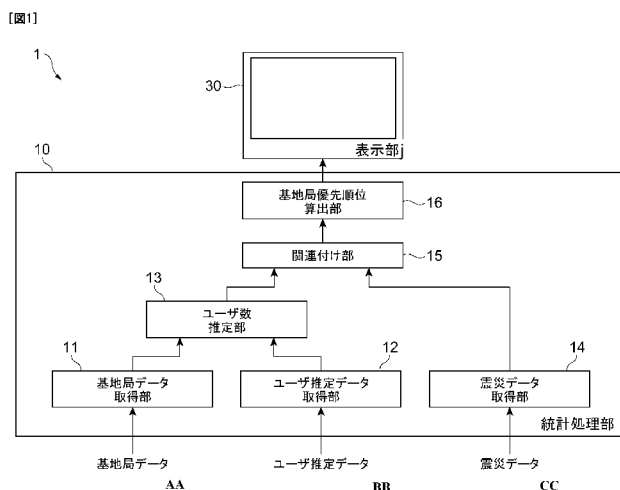 [図1]
1
30
表示部j
10
基地局優先順位
算出部
16
関連付け部
15
13
ユーザ数
推定部
11
基地局データ
取得部
12
ユーザ推定データ
取得部
14
震災データ
取得部
統計処理部
基地局データ
ユーザ推定データ
震災データ
AA
BB
CC